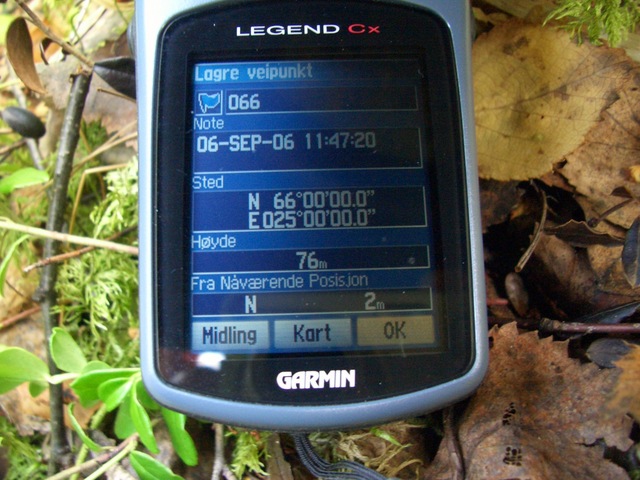 LEGEND Cx
Lagre veipunkt
066
Note
06-SEP-06 11:47:20
Sted
N 66°00'00.0"
E 025°00'00.0"
Høyde
76m
Fra Nåværende Posisjon
N 2m
Midling Kart OK
GARMIN